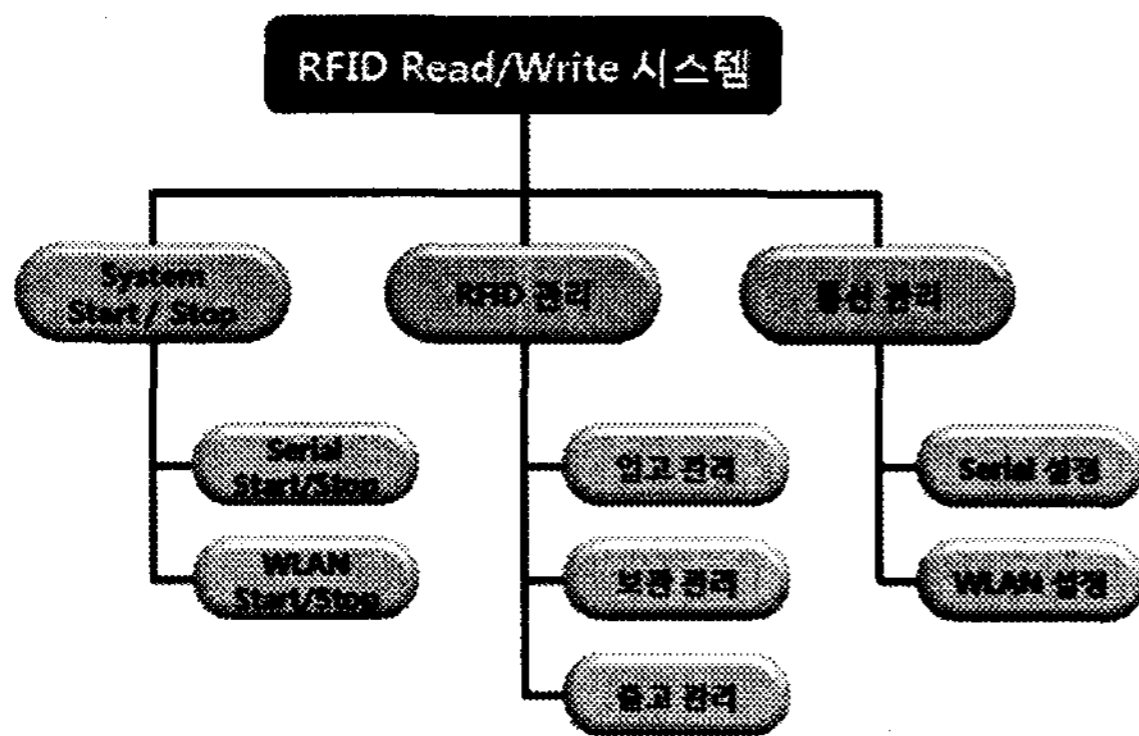 RFID Read/Write 시스템
System
Start / Stop
RFID 관리
통신 관리
Serial
Start/Stop
WLAN
Start/Stop
입고 관리
보관 관리
출고 관리
Serial 설정
WLAN 설정